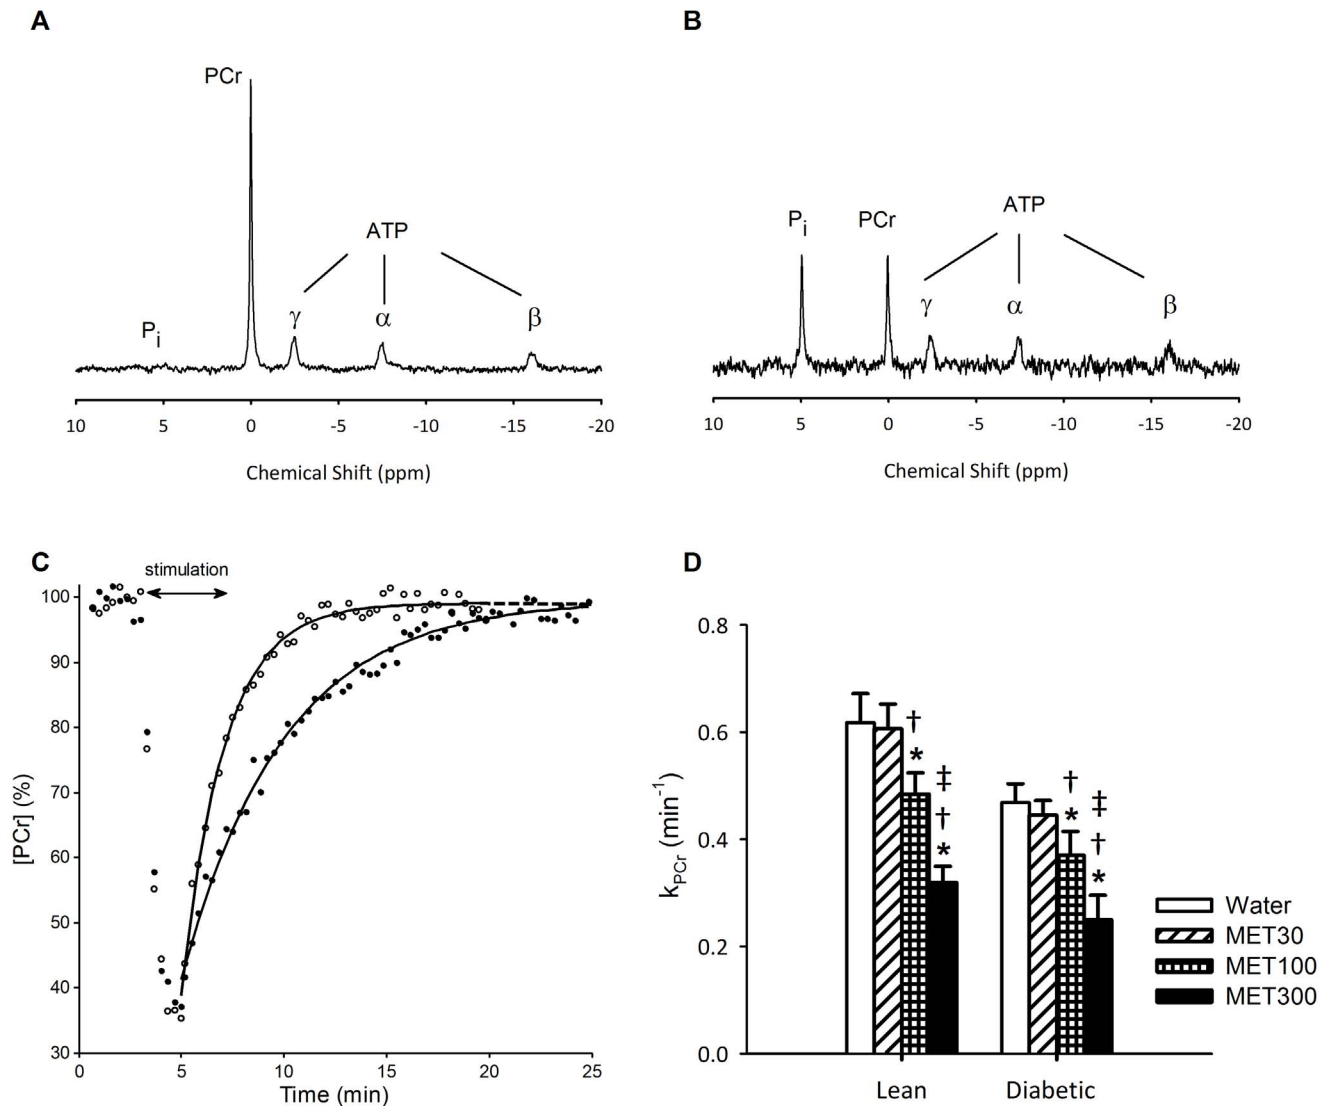 A
PCr
ATP
γ
α
β
Pi
10 5 0 -5 -10 -15 -20
Chemical Shift (ppm)
B
Pi
PCr
ATP
γ
α
β
10 5 0 -5 -10 -15 -20
Chemical Shift (ppm)
C
stimulation
100
90
80
70
60
50
40
30
[PCr] (%)
0 5 10 15 20 25
Time (min)
D
0.8
0.6
0.4
0.2
0.0
kPCr (min-1)
†
*
‡
†
*
†
*
‡
†
*
Lean Diabetic
Water
MET30
MET100
MET300